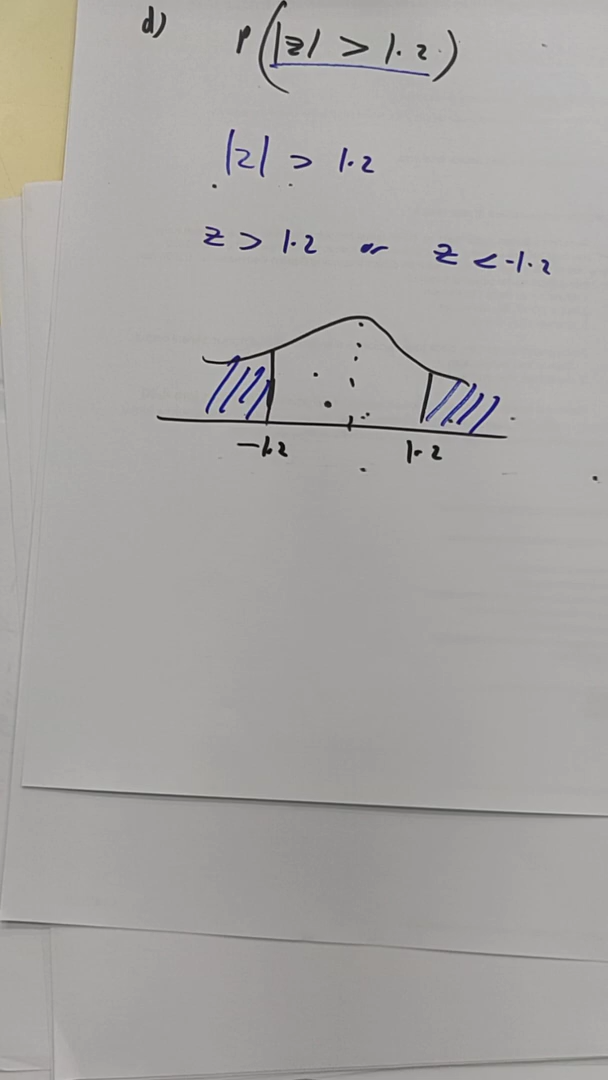 d) P(|z| > 1.2)
|z| > 1.2
z > 1.2 or z < -1.2
-1.2 1.2